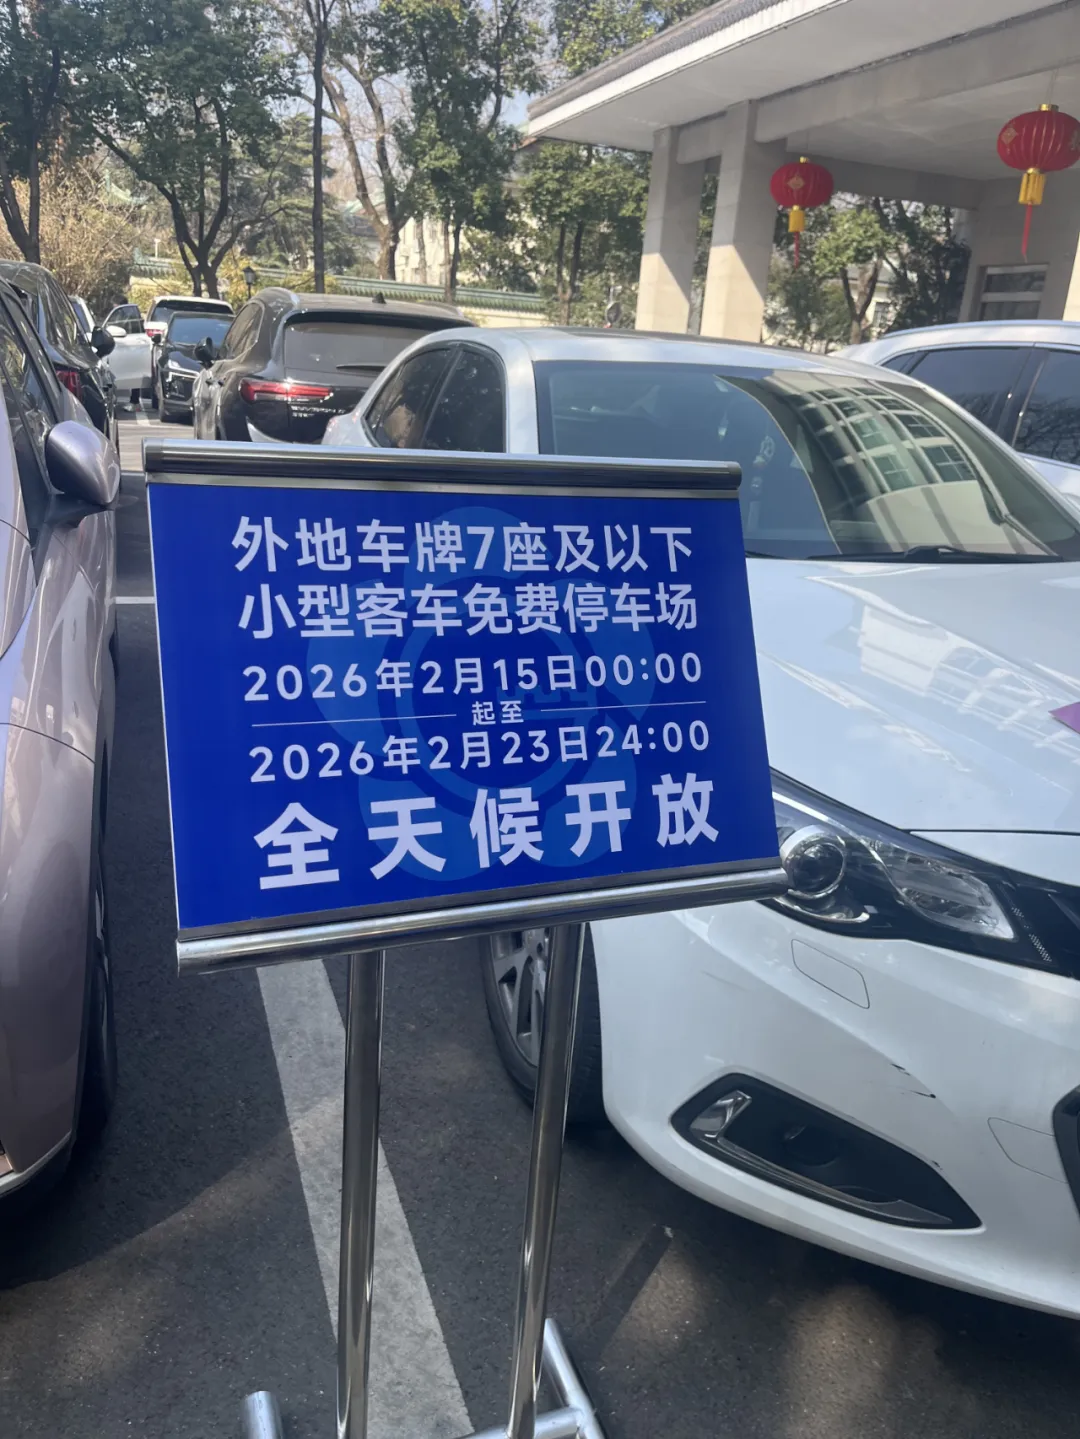 外地车牌7座及以下
小型客车免费停车场
2026年2月15日00:00
起至
2026年2月23日24:00
全天候开放